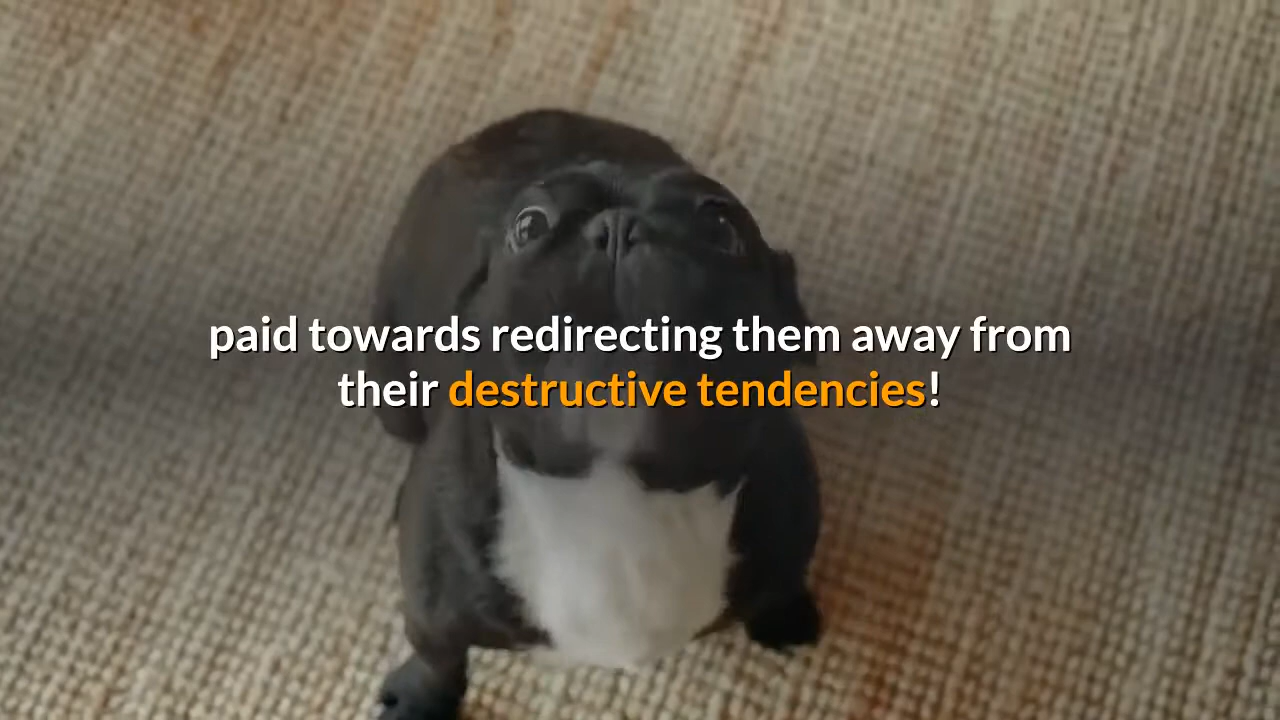 paid towards redirecting them away from
their destructive tendencies!